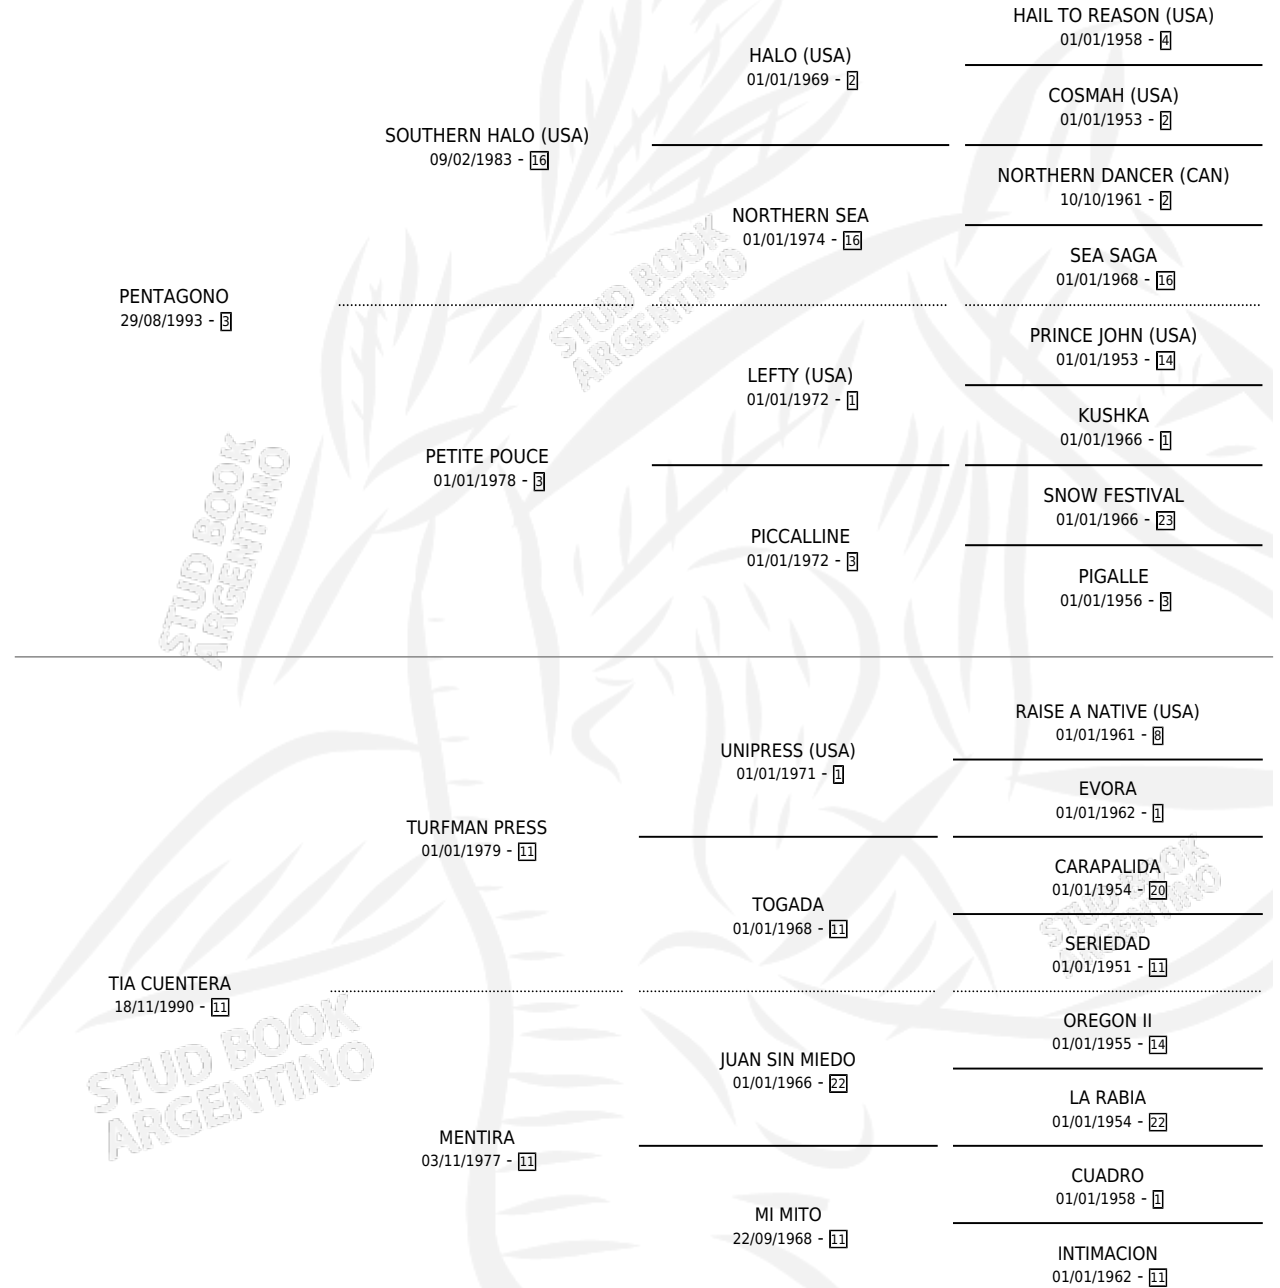 HAIL TO REASON (USA)
01/01/1958 - 4
HALO (USA)
01/01/1969 - 2
COSMAH (USA)
01/01/1953 - 2
SOUTHERN HALO (USA)
09/02/1983 - 16
NORTHERN DANCER (CAN)
10/10/1961 - 2
NORTHERN SEA
01/01/1974 - 16
SEA SAGA
01/01/1968 - 16
PENTAGONO
29/08/1993 - 3
PRINCE JOHN (USA)
01/01/1953 - 14
LEFTY (USA)
01/01/1972 - 1
KUSHKA
01/01/1966 - 1
PETITE POUCE
01/01/1978 - 3
SNOW FESTIVAL
01/01/1966 - 23
PICCALLINE
01/01/1972 - 3
PIGALLE
01/01/1956 - 3
STUD BOOK
ARGENTINO
STUD BOOK
ARGENTINO
RAISE A NATIVE (USA)
01/01/1961 - 8
UNIPRESS (USA)
01/01/1971 - 1
EVORA
01/01/1962 - 1
TURFMAN PRESS
01/01/1979 - 11
CARAPALIDA
01/01/1954 - 20
TOGADA
01/01/1968 - 11
SERIEDAD
01/01/1951 - 11
TIA CUENTERA
18/11/1990 - 11
OREGON II
01/01/1955 - 14
JUAN SIN MIEDO
01/01/1966 - 22
LA RABIA
01/01/1954 - 22
MENTIRA
03/11/1977 - 11
CUADRO
01/01/1958 - 1
MI MITO
22/09/1968 - 11
INTIMACION
01/01/1962 - 11
STUD BOOK
ARGENTINO
STUD BOOK
ARGENTINO